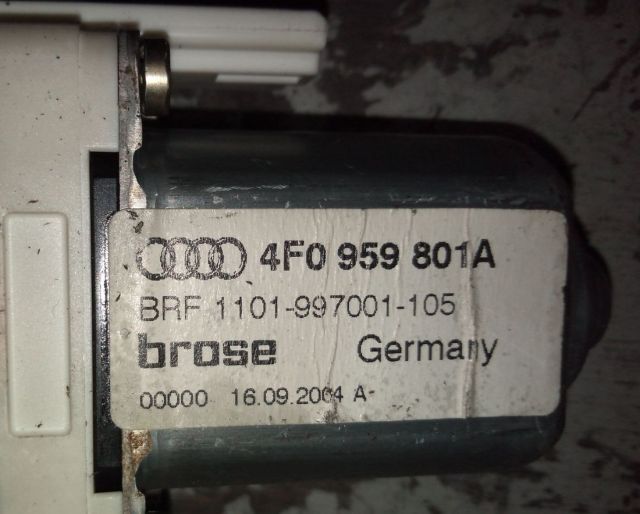 4F0 959 801A
BRF 1101-997001-105
brose Germany
00000 16.09.2004 A-